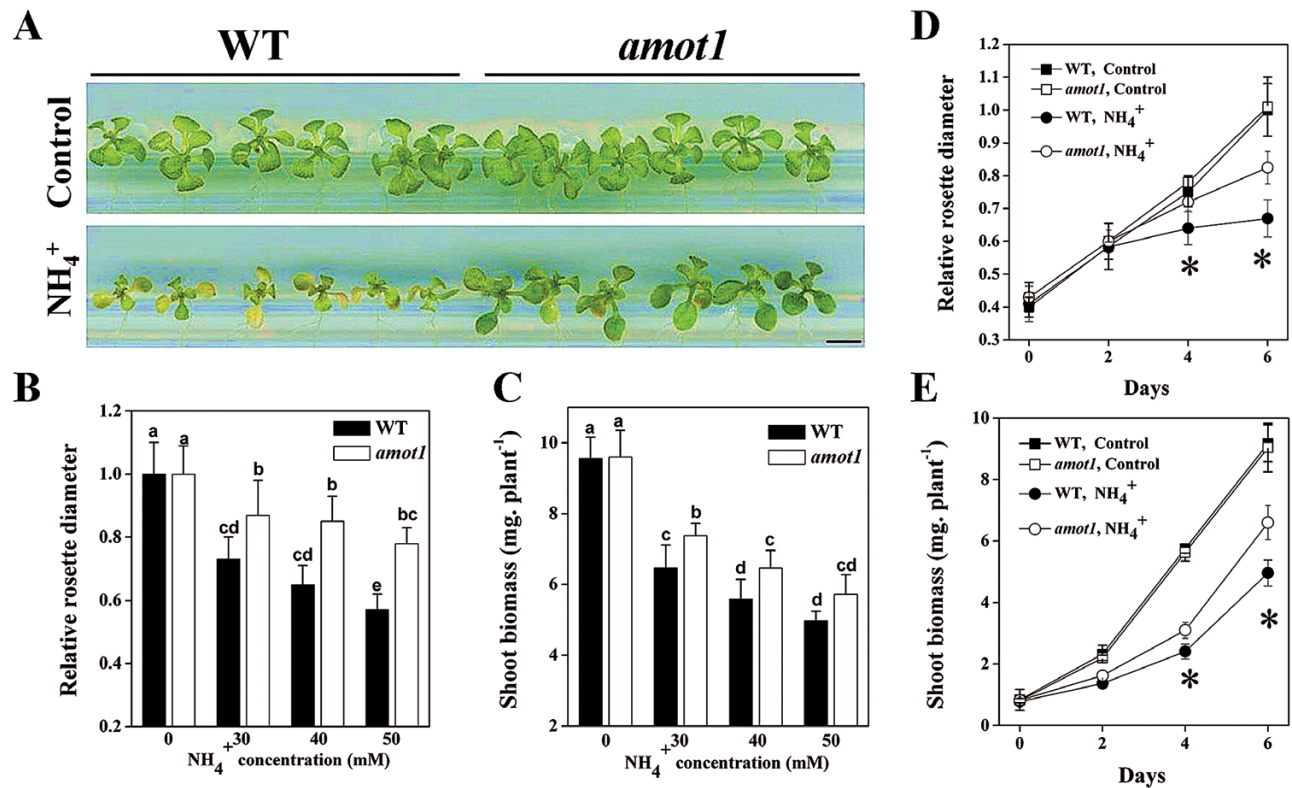 A
WT
amot1
Control
NH4+
B
Relative rosette diameter
1.2
1.0
0.8
0.6
0.4
0.2
WT
amot1
a
a
cd
b
cd
b
e
bc
0
30
40
50
NH4+ concentration (mM)
C
Shoot biomass (mg. plant-1)
10
8
6
4
2
WT
amot1
a
a
c
b
d
c
d
cd
0
30
40
50
NH4+ concentration (mM)
D
Relative rosette diameter
1.2
1.1
1.0
0.9
0.8
0.7
0.6
0.5
0.4
0.3
WT, Control
amot1, Control
WT, NH4+
amot1, NH4+
*
*
0
2
4
6
Days
E
Shoot biomass (mg. plant-1)
10
8
6
4
2
0
WT, Control
amot1, Control
WT, NH4+
amot1, NH4+
*
*
0
2
4
6
Days